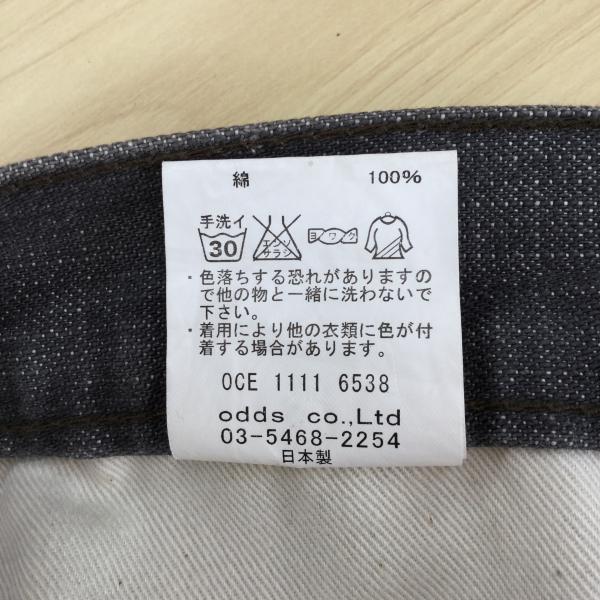 綿 100%
手洗イ
30 エンソ サラシ ヨワク
・色落ちする恐れがありますの
で他の物と一緒に洗わないで
下さい。
・着用により他の衣類に色が付
着する場合があります。
OCE 1111 6538
odds co.,Ltd
03-5468-2254
日本製